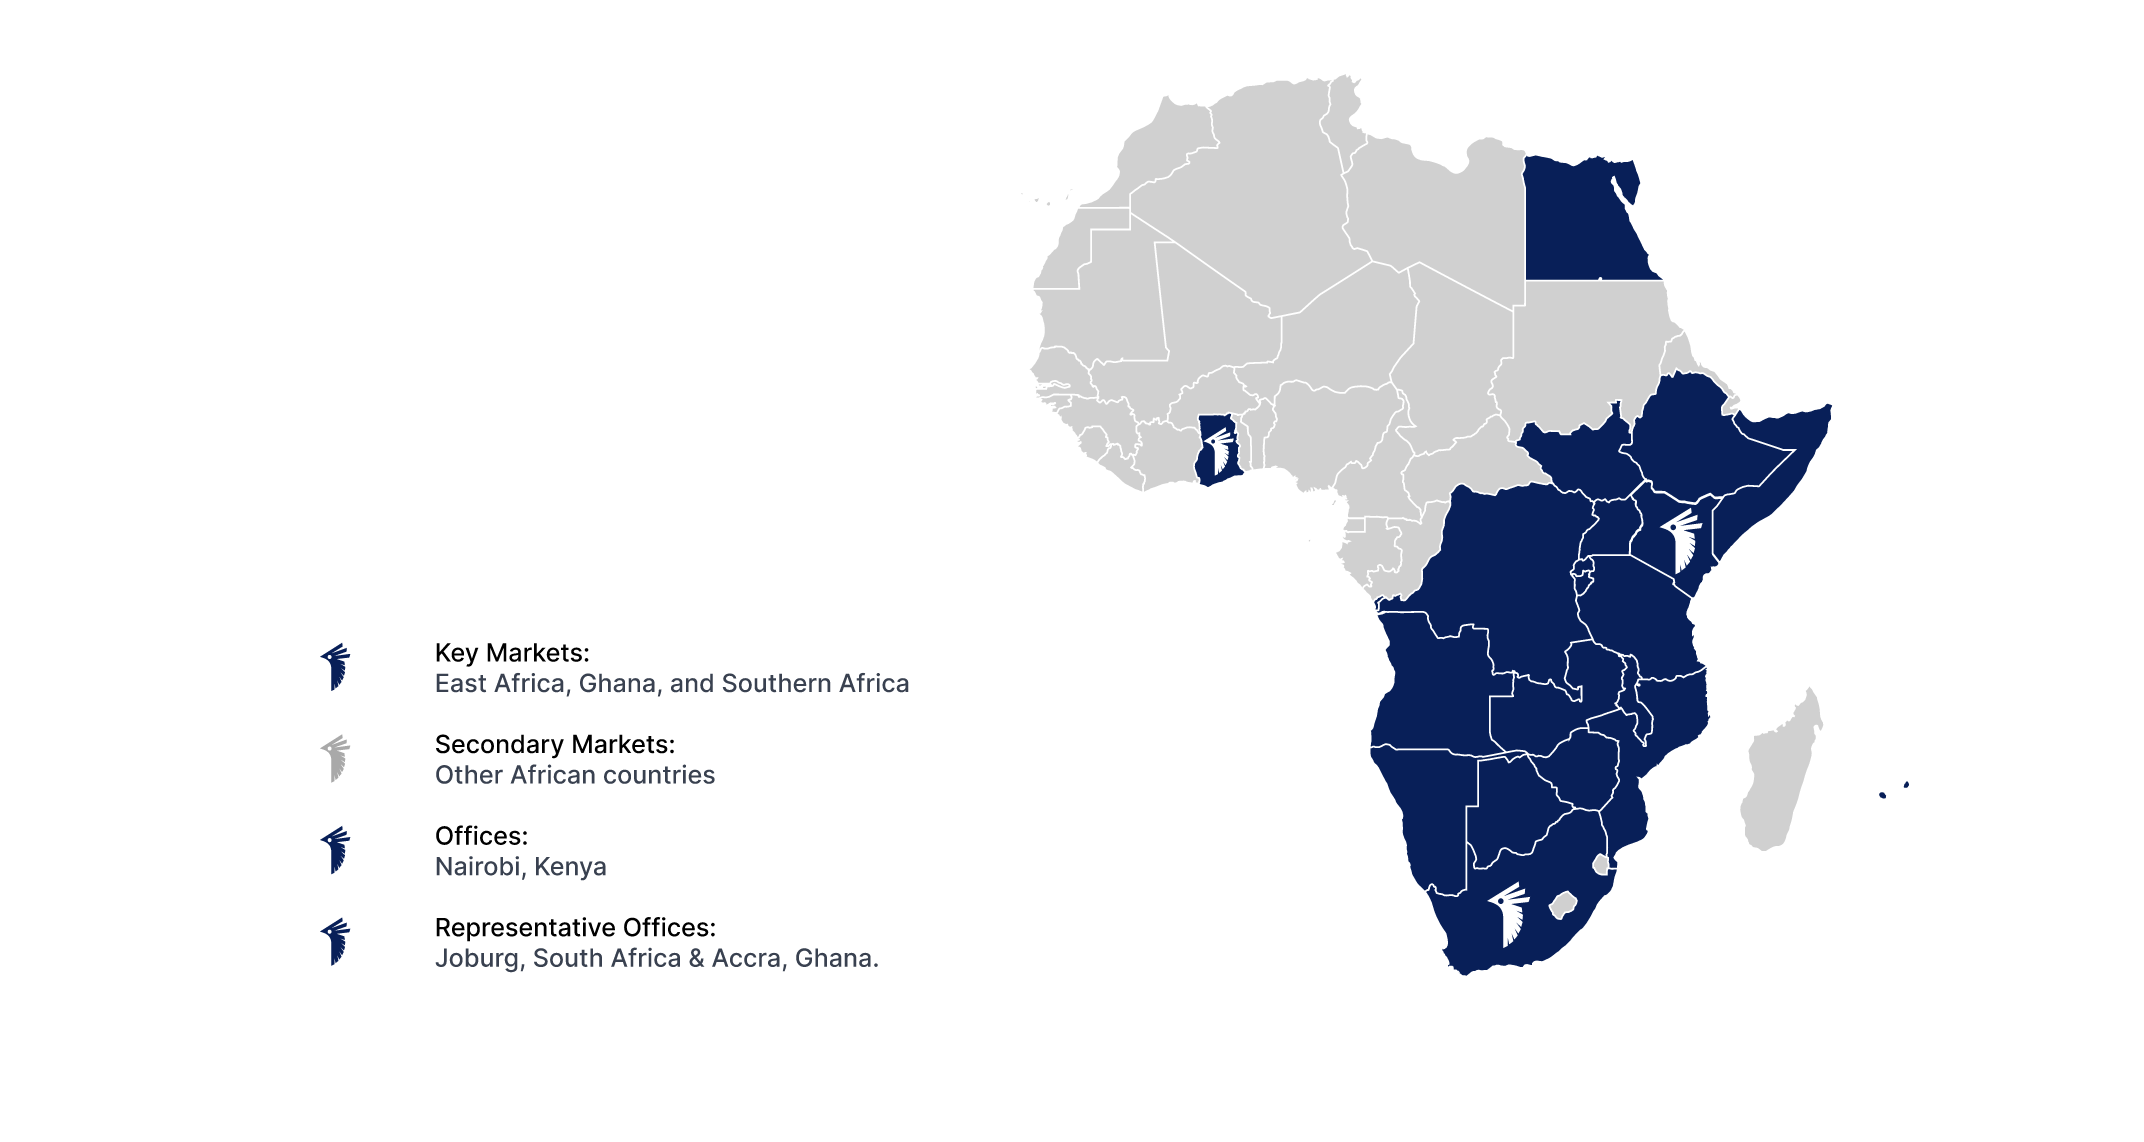 Key Markets:
East Africa, Ghana, and Southern Africa
Secondary Markets:
Other African countries
Offices:
Nairobi, Kenya
Representative Offices:
Joburg, South Africa & Accra, Ghana.